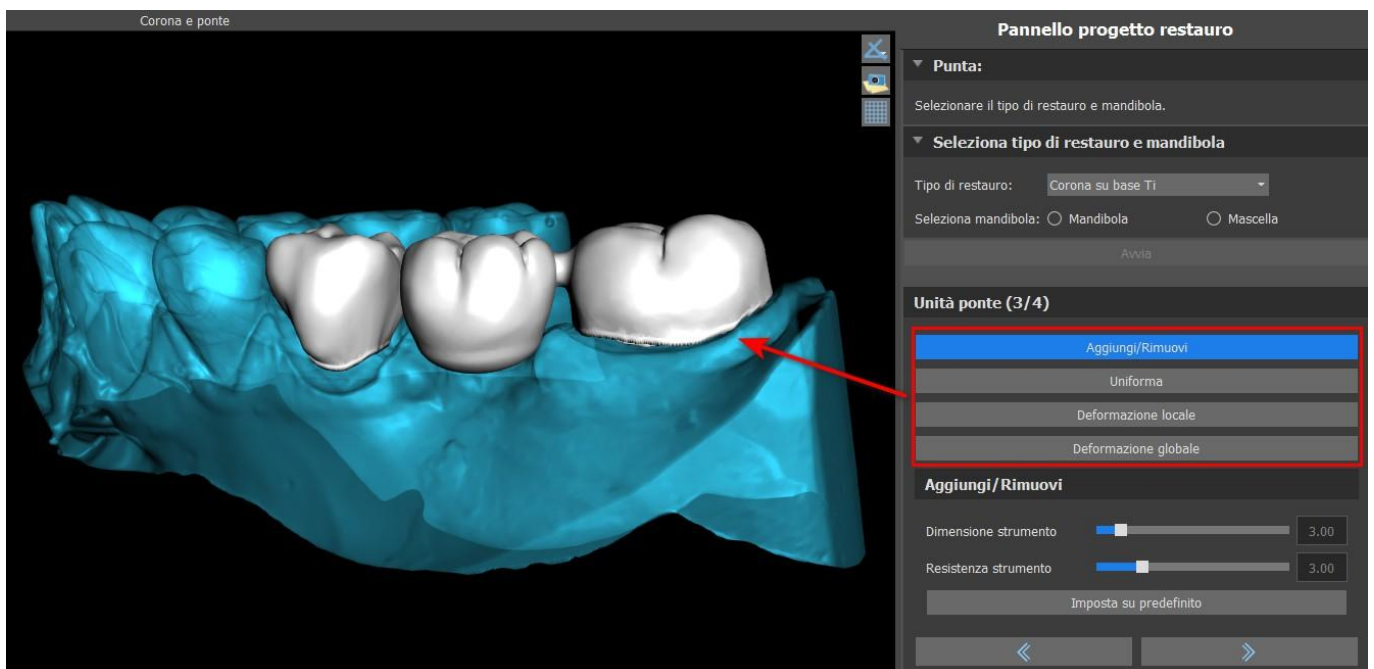 Corona e ponte
Pannello progetto restauro
Punta:
Selezionare il tipo di restauro e mandibola.
Seleziona tipo di restauro e mandibola
Tipo di restauro: Corona su base Ti
Seleziona mandibola: Mandibola Mascella
Avvia
Unità ponte (3/4)
Aggiungi/Rimuovi
Uniforma
Deformazione locale
Deformazione globale
Aggiungi/Rimuovi
Dimensione strumento 3.00
Resistenza strumento 3.00
Imposta su predefinito